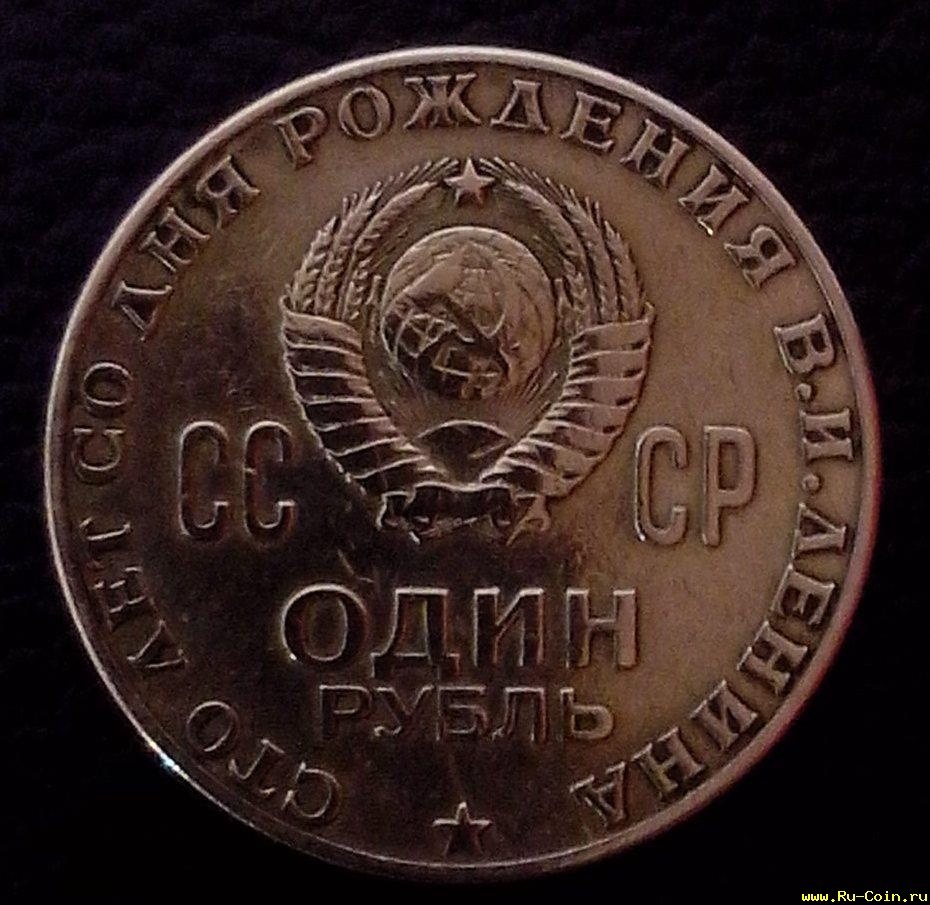 СТО ЛЕТ СО ДНЯ РОЖДЕНИЯ В.И.ЛЕНИНА
СС СР
ОДИН
РУБЛЬ
www.Ru-Coin.ru